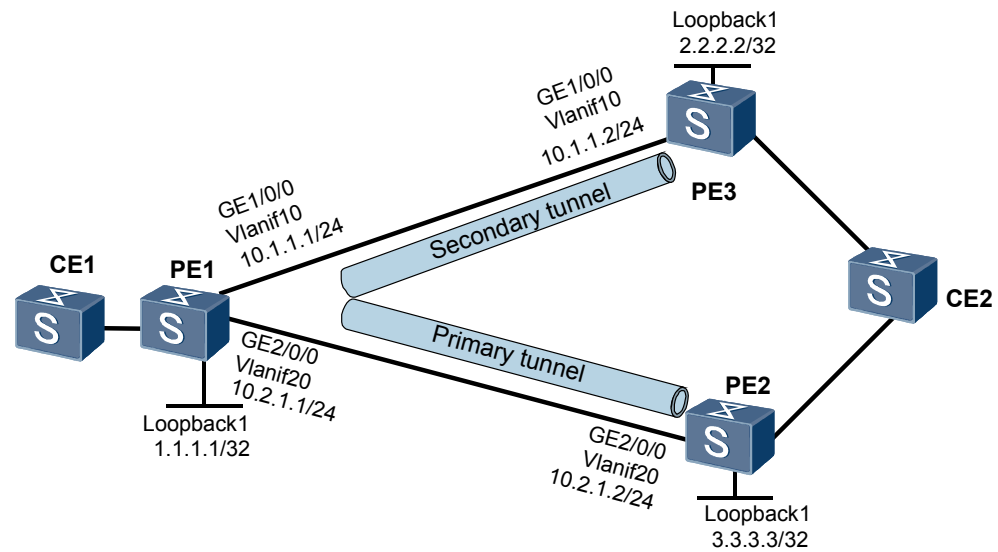 Loopback1
2.2.2.2/32
S
PE3
GE1/0/0
Vlanif10
10.1.1.2/24
Secondary tunnel
GE1/0/0
Vlanif10
10.1.1.1/24
CE1
S
PE1
S
S
CE2
Primary tunnel
GE2/0/0
Vlanif20
10.2.1.1/24
Loopback1
1.1.1.1/32
PE2
S
GE2/0/0
Vlanif20
10.2.1.2/24
Loopback1
3.3.3.3/32